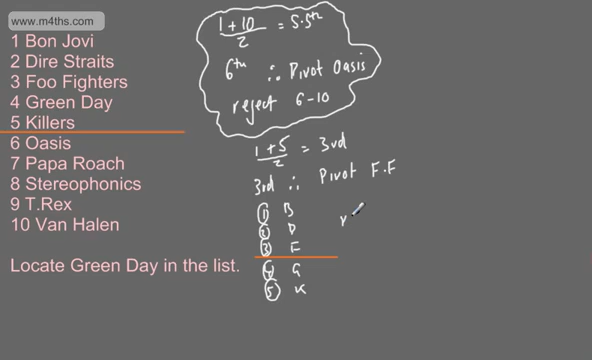 www.m4ths.com
1 Bon Jovi
2 Dire Straits
3 Foo Fighters
4 Green Day
5 Killers
6 Oasis
7 Papa Roach
8 Stereophonics
9 T.Rex
10 Van Halen
Locate Green Day in the list.
1+10/2 = 5.5th
6th ∴ Pivot Oasis
reject 6-10
1+5/2 = 3rd
3rd ∴ Pivot F.F
1 B
2 D
3 F
4 G
5 K